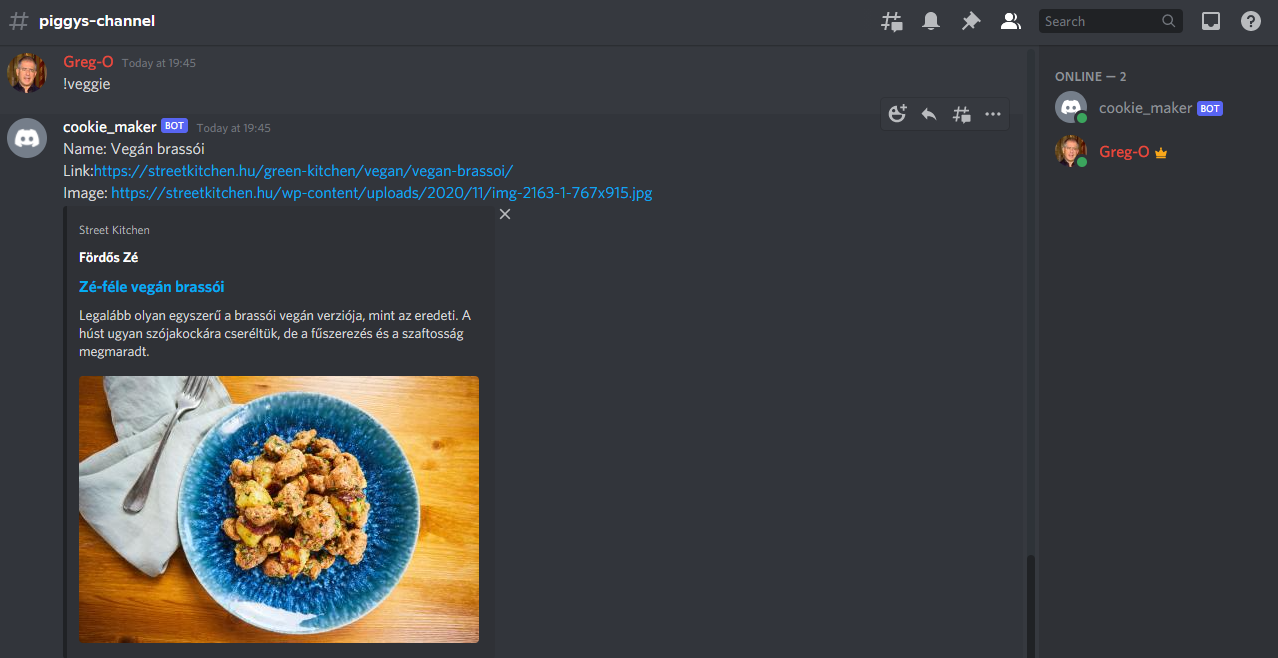 piggys-channel
Search
Greg-O Today at 19:45
!veggie
cookie_maker BOT Today at 19:45
Name: Vegán brassói
Link:https://streetkitchen.hu/green-kitchen/vegan/vegan-brassoi/
Image: https://streetkitchen.hu/wp-content/uploads/2020/11/img-2163-1-767x915.jpg
Street Kitchen
Fördős Zé
Zé-féle vegán brassói
Legalább olyan egyszerű a brassói vegán verziója, mint az eredeti. A
húst ugyan szójakockára cseréltük, de a fűszerezés és a szaftosság
megmaradt.
ONLINE — 2
cookie_maker BOT
Greg-O